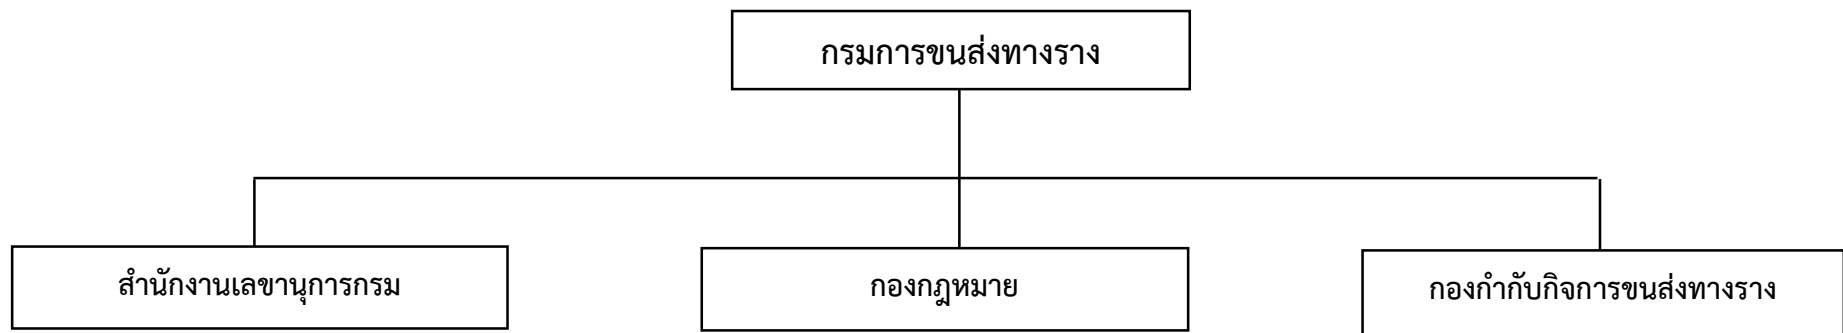 กรมการขนส่งทางราง
สำนักงานเลขานุการกรม
กองกฎหมาย
กองกำกับกิจการขนส่งทางราง